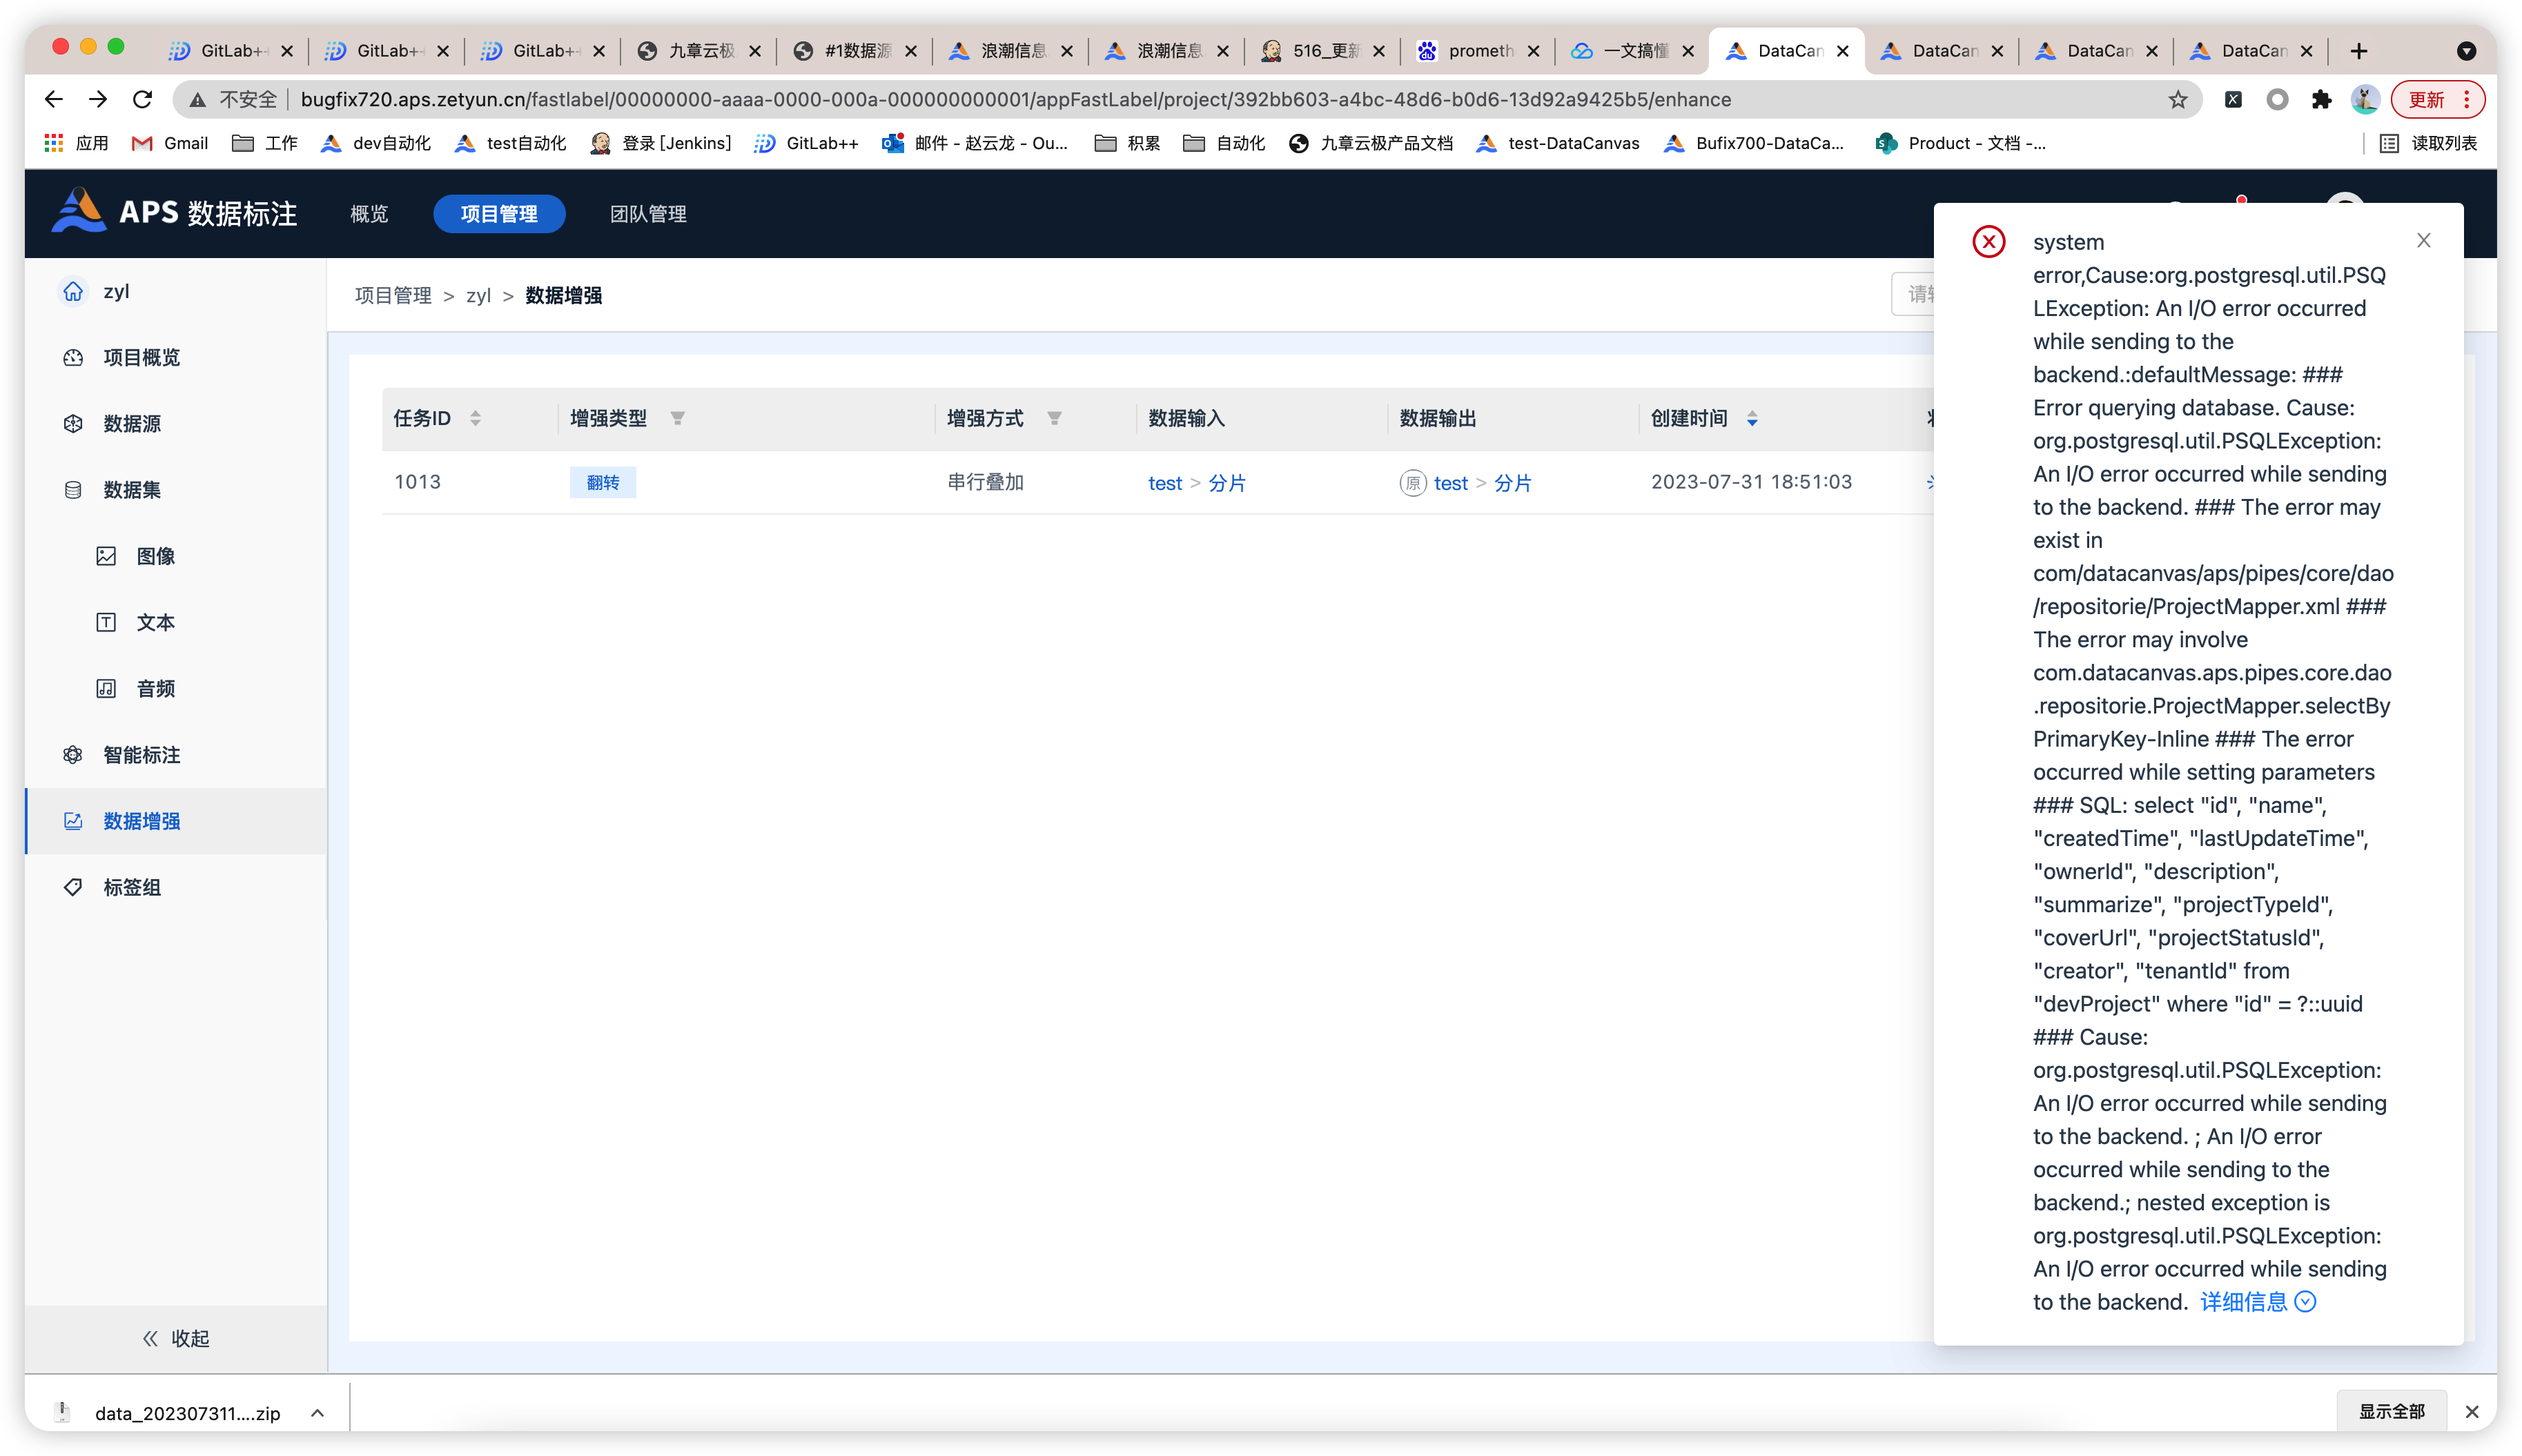 GitLab++
GitLab++
GitLab++
九章云极
#1数据源
浪潮信息
浪潮信息
516_更新
prometh
一文搞懂
DataCan
DataCan
DataCan
DataCan
不安全
bugfix720.aps.zetyun.cn/fastlabel/00000000-aaaa-0000-000a-000000000001/appFastLabel/project/392bb603-a4bc-48d6-b0d6-13d92a9425b5/enhance
更新
应用
Gmail
工作
dev自动化
test自动化
登录 [Jenkins]
GitLab++
邮件 - 赵云龙 - Ou...
积累
自动化
九章云极产品文档
test-DataCanvas
Bufix700-DataCa...
Product - 文档 -...
读取列表
APS 数据标注
概览
项目管理
团队管理
zyl
项目概览
数据源
数据集
图像
文本
音频
智能标注
数据增强
标签组
收起
项目管理 > zyl > 数据增强
请
任务ID
增强类型
增强方式
数据输入
数据输出
创建时间
1013
翻转
串行叠加
test > 分片
原 test > 分片
2023-07-31 18:51:03
system
error,Cause:org.postgresql.util.PSQ
LException: An I/O error occurred
while sending to the
backend.:defaultMessage: ###
Error querying database. Cause:
org.postgresql.util.PSQLException:
An I/O error occurred while sending
to the backend. ### The error may
exist in
com/datacanvas/aps/pipes/core/dao
/repositorie/ProjectMapper.xml ###
The error may involve
com.datacanvas.aps.pipes.core.dao
.repositorie.ProjectMapper.selectBy
PrimaryKey-Inline ### The error
occurred while setting parameters
### SQL: select "id", "name",
"createdTime", "lastUpdateTime",
"ownerId", "description",
"summarize", "projectTypeId",
"coverUrl", "projectStatusId",
"creator", "tenantId" from
"devProject" where "id" = ?::uuid
### Cause:
org.postgresql.util.PSQLException:
An I/O error occurred while sending
to the backend. ; An I/O error
occurred while sending to the
backend.; nested exception is
org.postgresql.util.PSQLException:
An I/O error occurred while sending
to the backend. 详细信息
data_202307311....zip
显示全部